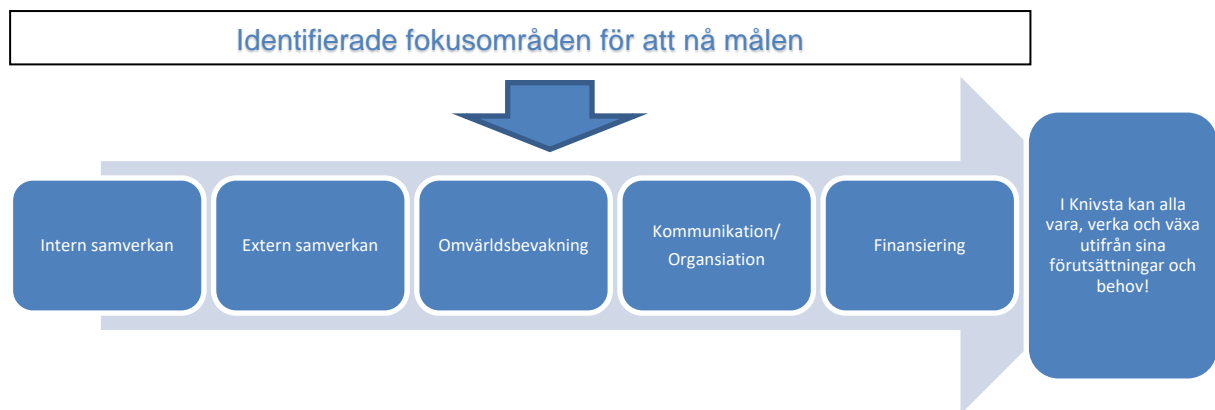 Identifierade fokusområden för att nå målen
Intern samverkan
Extern samverkan
Omvärldsbevakning
Kommunikation/
Organsiation
Finansiering
I Knivsta kan alla
vara, verka och växa
utifrån sina
förutsättningar och
behov!